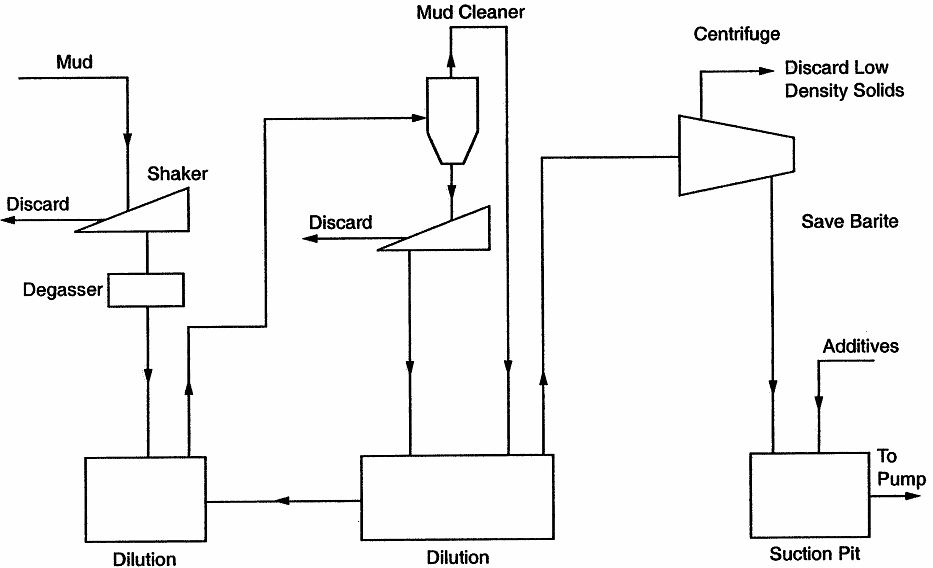 Mud Cleaner
Centrifuge
Mud
Discard Low
Density Solids
Shaker
Discard
Discard
Save Barite
Degasser
Additives
To
Pump
Dilution
Dilution
Suction Pit